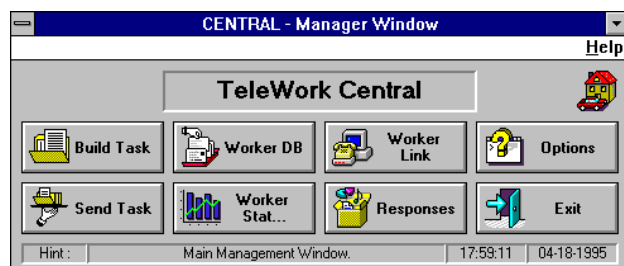 CENTRAL - Manager Window
Help
TeleWork Central
Build Task Worker DB Worker Link Options
Send Task Worker Stat... Responses Exit
Hint : Main Management Window. 17:59:11 04-18-1995